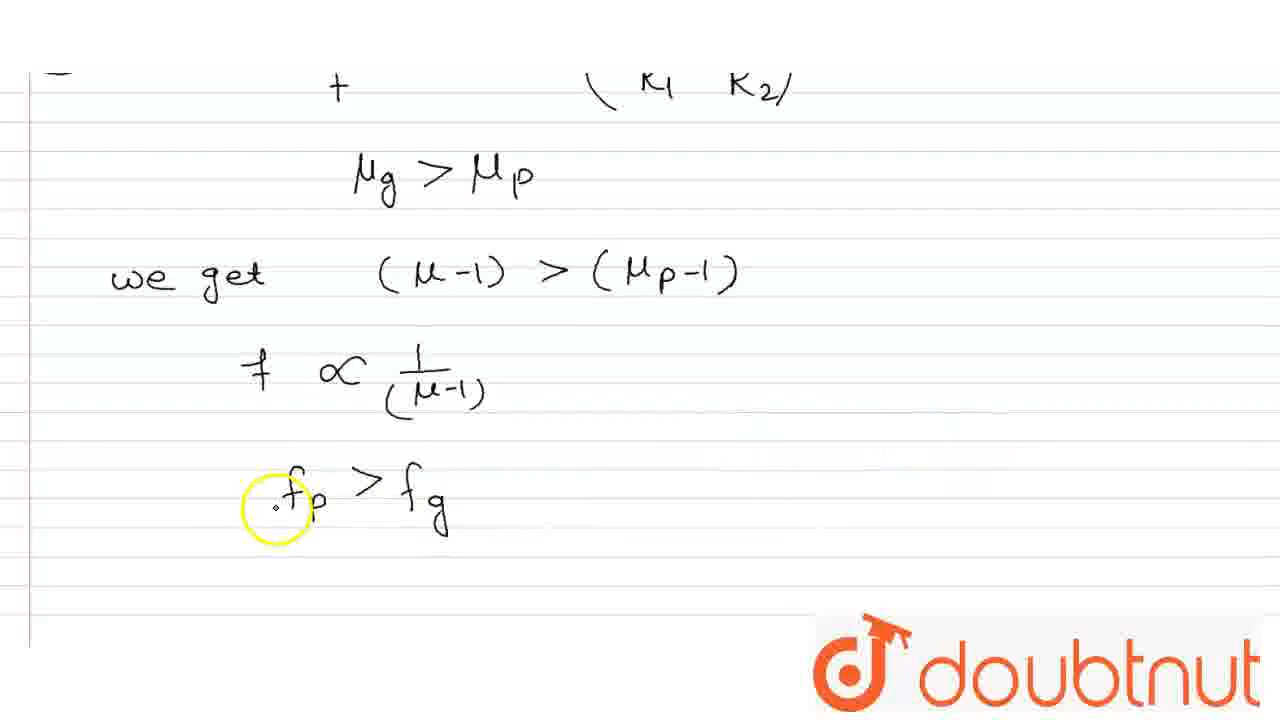 μg > μp
we get (μ-1) > (μp-1)
f ∝ 1/(μ-1)
fp > fg
doubtnut